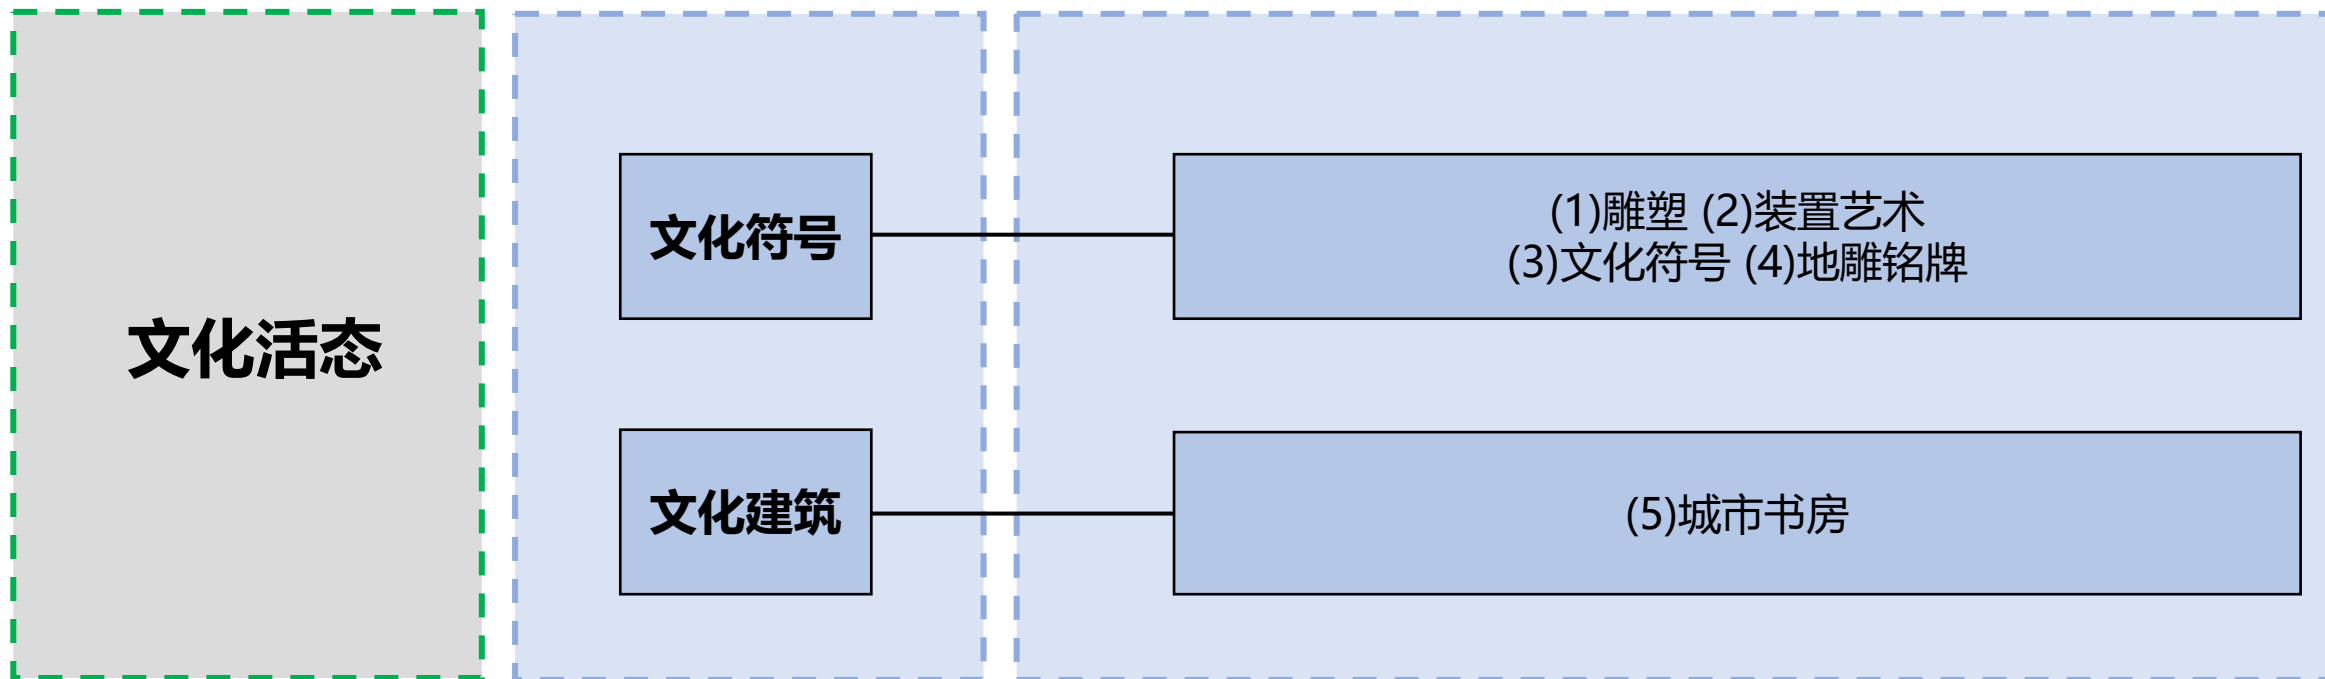 文化活态
文化符号
(1)雕塑 (2)装置艺术
(3)文化符号 (4)地雕铭牌
文化建筑
(5)城市书房